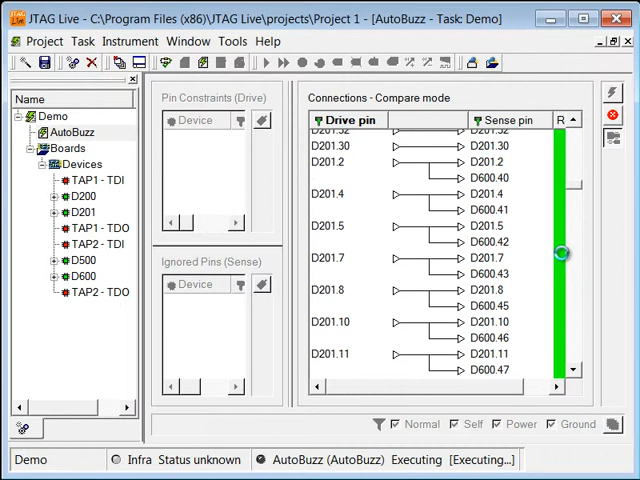 JTAG Live - C:\Program Files (x86)\JTAG Live\projects\Project 1 - [AutoBuzz - Task: Demo]
Project Task Instrument Window Tools Help
Name
Demo
AutoBuzz
Boards
Devices
TAP1 - TDI
D200
D201
TAP1 - TDO
TAP2 - TDI
D500
D600
TAP2 - TDO
Pin Constraints (Drive)
Device
Ignored Pins (Sense)
Device
Connections - Compare mode
Drive pin Sense pin R
D201.32 D201.32
D201.30 D201.30
D201.2 D201.2
D600.40
D201.4 D201.4
D600.41
D201.5 D201.5
D600.42
D201.7 D201.7
D600.43
D201.8 D201.8
D600.45
D201.10 D201.10
D600.46
D201.11 D201.11
D600.47
Normal Self Power Ground
Demo Infra Status unknown AutoBuzz (AutoBuzz) Executing [Executing...]